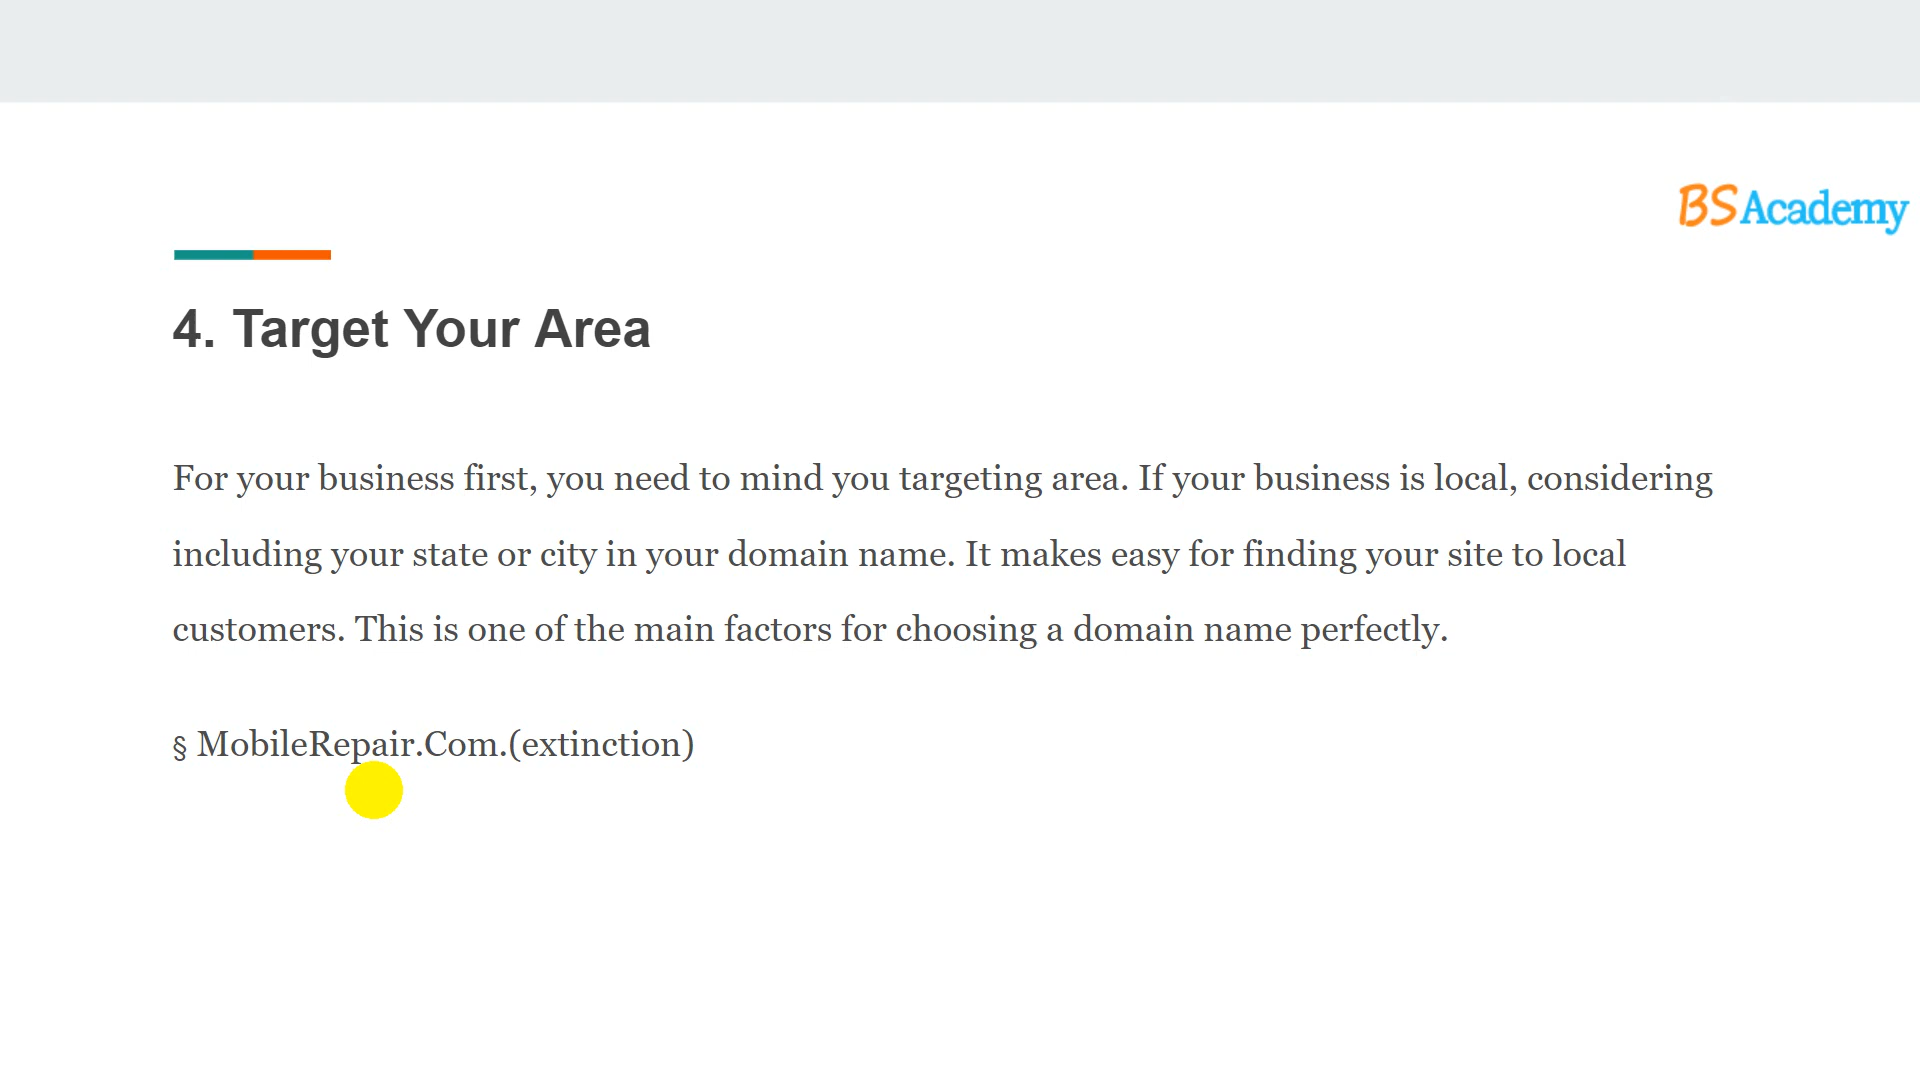 BSAcademy
4. Target Your Area
For your business first, you need to mind you targeting area. If your business is local, considering
including your state or city in your domain name. It makes easy for finding your site to local
customers. This is one of the main factors for choosing a domain name perfectly.
§ MobileRepair.Com.(extinction)